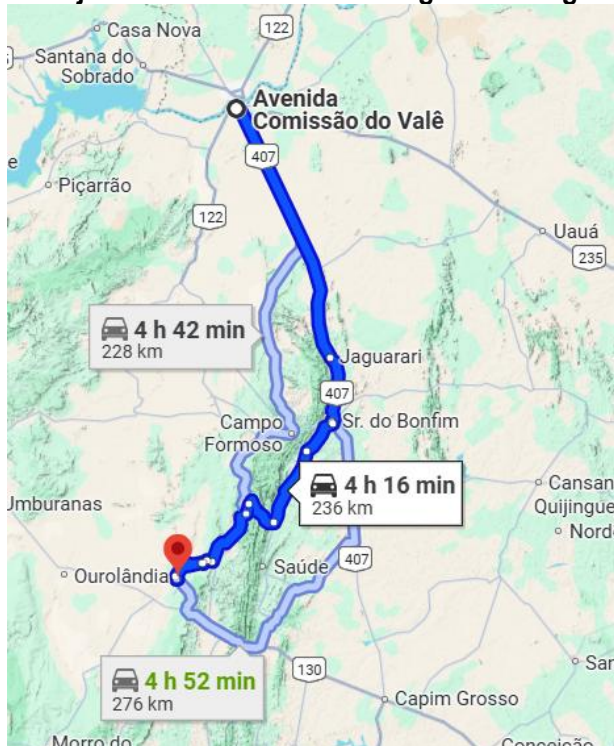 Casa Nova
122
Santana do
Sobrado
Avenida
Comissão do Valê
407
Piçarrão
122
Uauá
235
4 h 42 min
228 km
Jaguarari
407
Campo
Formoso
Sr. do Bonfim
4 h 16 min
236 km
Cansan
Quijingue
Umburanas
Nord
Ourolândia
Saúde
407
4 h 52 min
276 km
130
San
Capim Grosso
Morro do
Conceição